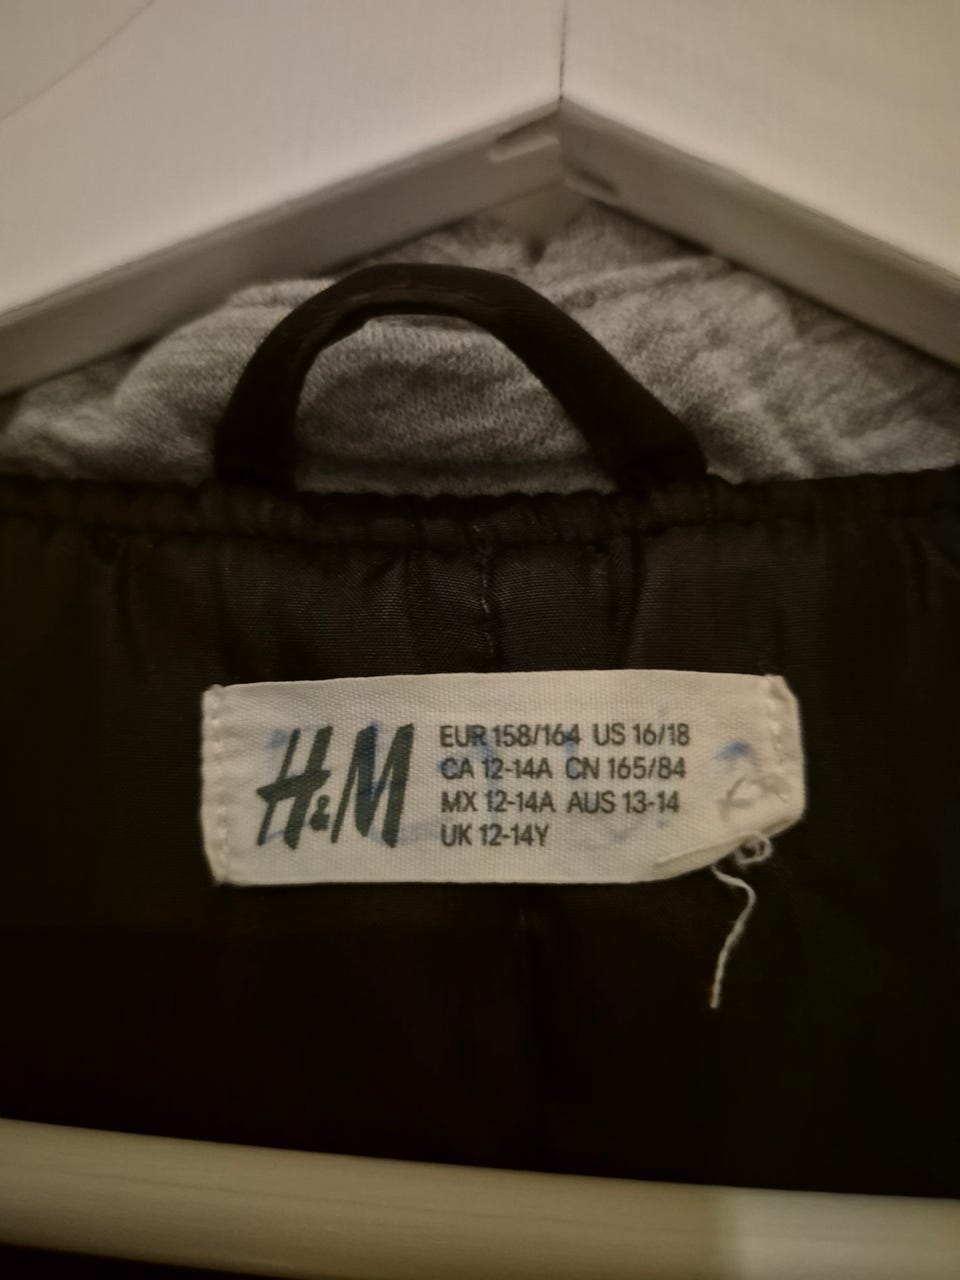 H&M
EUR 158/164 US 16/18
CA 12-14A CN 165/84
MX 12-14A AUS 13-14
UK 12-14Y